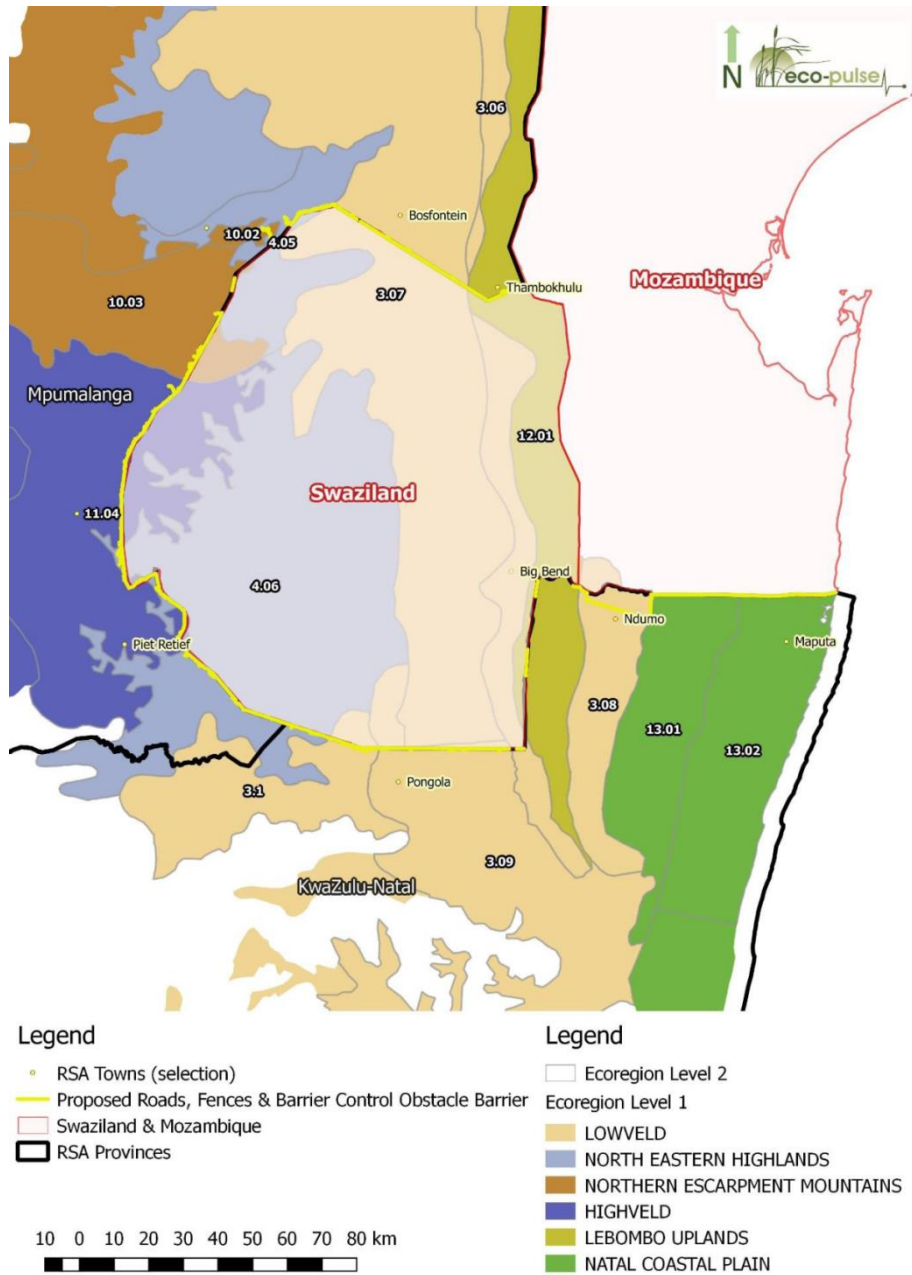 N
eco-pulse
3.06
Bosfontein
10.02
4.05
Thambokhulu
Mozambique
3.07
10.03
Mpumalanga
12.01
Swaziland
11.04
Big Bend
4.06
Ndumo
Piet Retief
Maputa
3.08
13.01
13.02
Pongola
3.1
3.09
KwaZulu-Natal
Legend
RSA Towns (selection)
Proposed Roads, Fences & Barrier Control Obstacle Barrier
Swaziland & Mozambique
RSA Provinces
10 0 10 20 30 40 50 60 70 80 km
Legend
Ecoregion Level 2
Ecoregion Level 1
LOWVELD
NORTH EASTERN HIGHLANDS
NORTHERN ESCARPMENT MOUNTAINS
HIGHVELD
LEBOMBO UPLANDS
NATAL COASTAL PLAIN